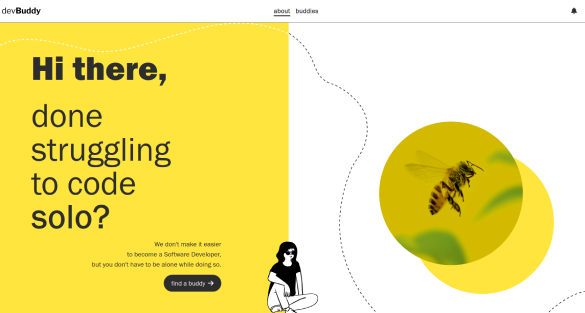 devBuddy
about buddies
Hi there,
done
struggling
to code
solo?
We don't make it easier
to become a Software Developer,
but you don't have to be alone while doing so.
find a buddy →